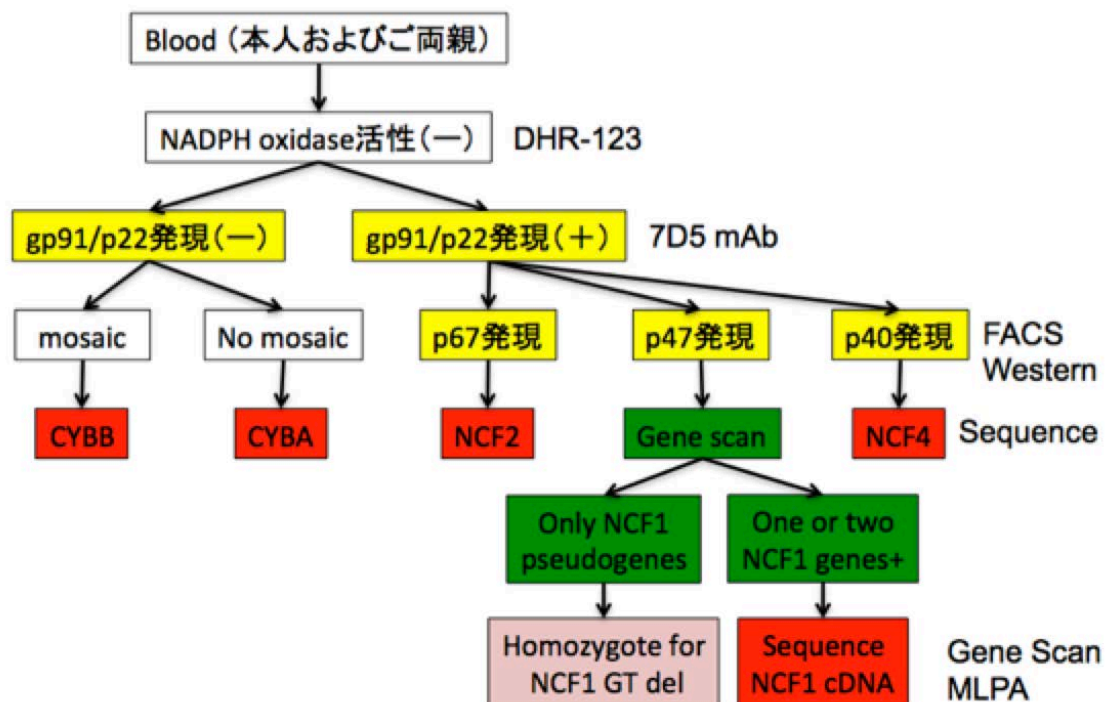 Blood（本人およびご両親）
NADPH oxidase活性（―） DHR-123
gp91/p22発現（―） gp91/p22発現（＋） 7D5 mAb
mosaic No mosaic p67発現 p47発現 p40発現 FACS
Western
CYBB CYBA NCF2 Gene scan NCF4 Sequence
Only NCF1
pseudogenes
One or two
NCF1 genes+
Homozygote for
NCF1 GT del
Sequence
NCF1 cDNA
Gene Scan
MLPA